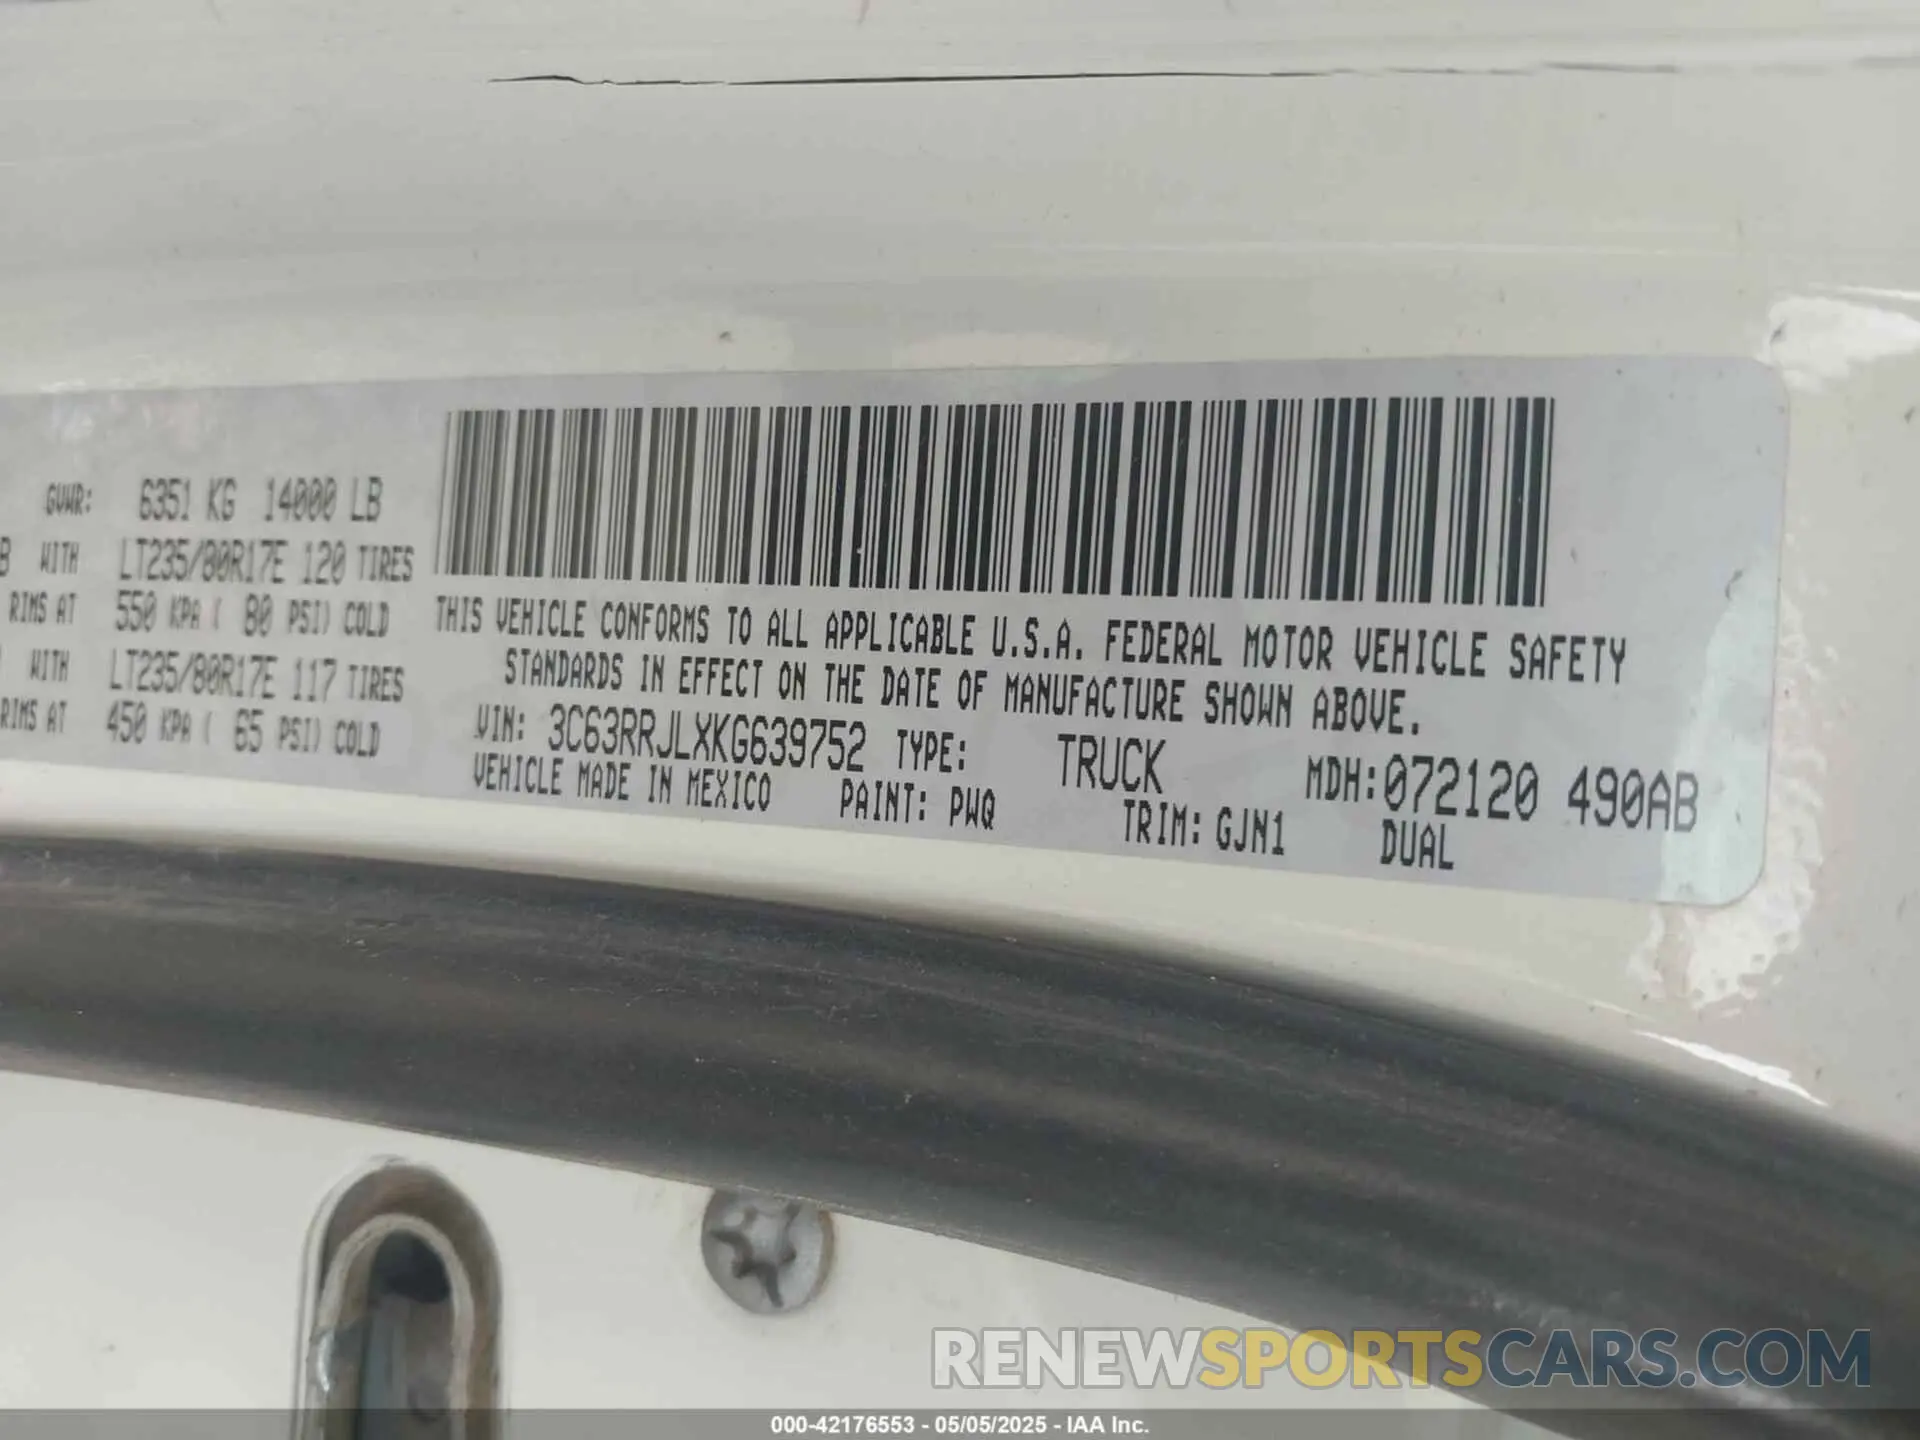 GVWR: 6351 KG 14000 LB
B WITH LT235/80R17E 120 TIRES
RIMS AT 550 KPA ( 80 PSI) COLD
WITH LT235/80R17E 117 TIRES
RIMS AT 450 KPA ( 65 PSI) COLD
THIS VEHICLE CONFORMS TO ALL APPLICABLE U.S.A. FEDERAL MOTOR VEHICLE SAFETY
STANDARDS IN EFFECT ON THE DATE OF MANUFACTURE SHOWN ABOVE.
VIN: 3C63RRJLXKG639752 TYPE: TRUCK MDH:072120 490AB
VEHICLE MADE IN MEXICO PAINT: PWQ TRIM: GJN1 DUAL
RENEWSPORTSCARS.COM
000-42176553 - 05/05/2025 - IAA Inc.